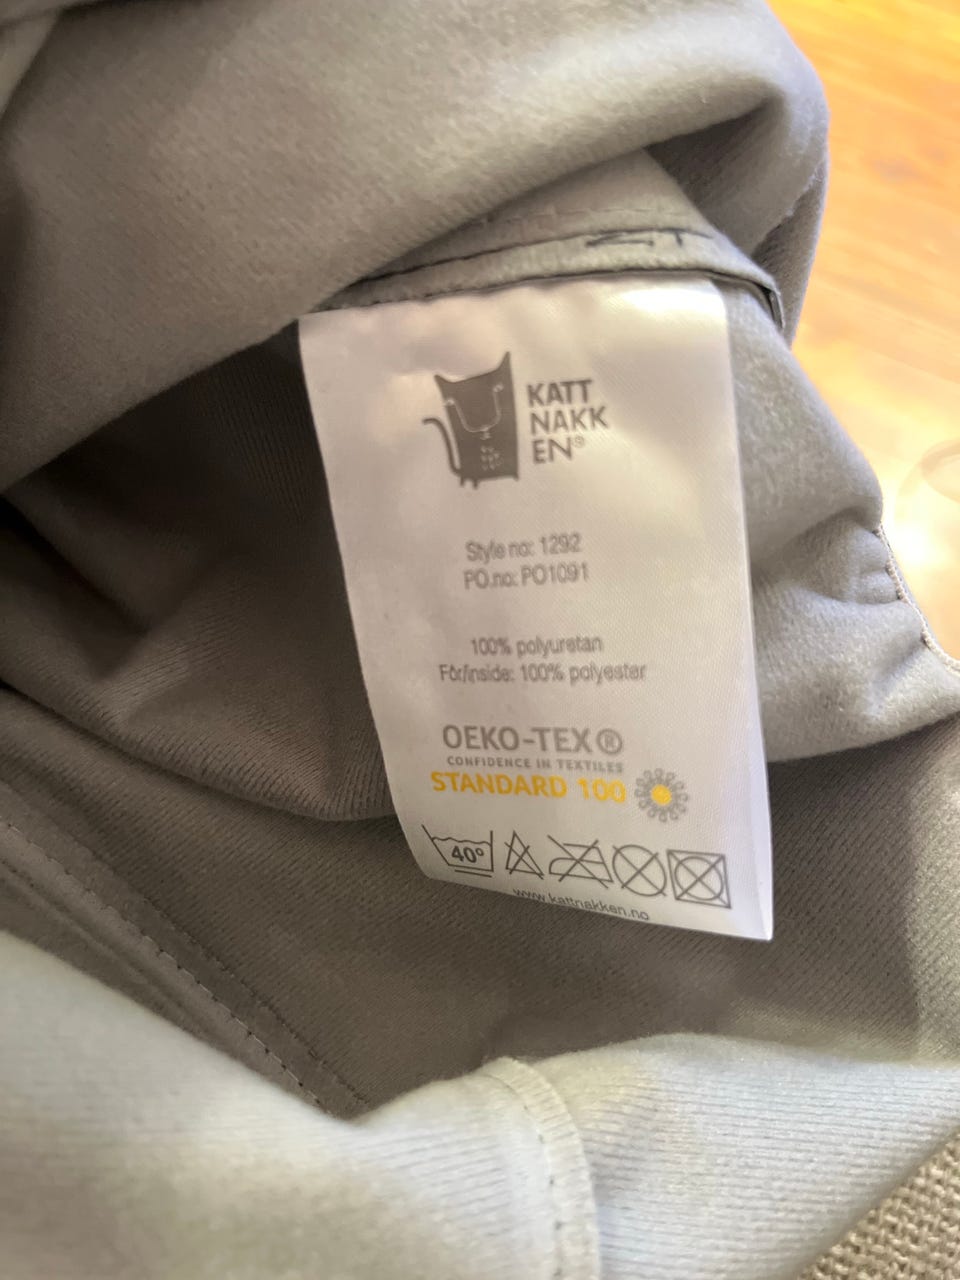 KATT
NAKK
EN®
Style no: 1292
PO.no: PO1091
100% polyuretan
Fôr/inside: 100% polyester
OEKO-TEX®
CONFIDENCE IN TEXTILES
STANDARD 100
40°
www.kattnakken.no